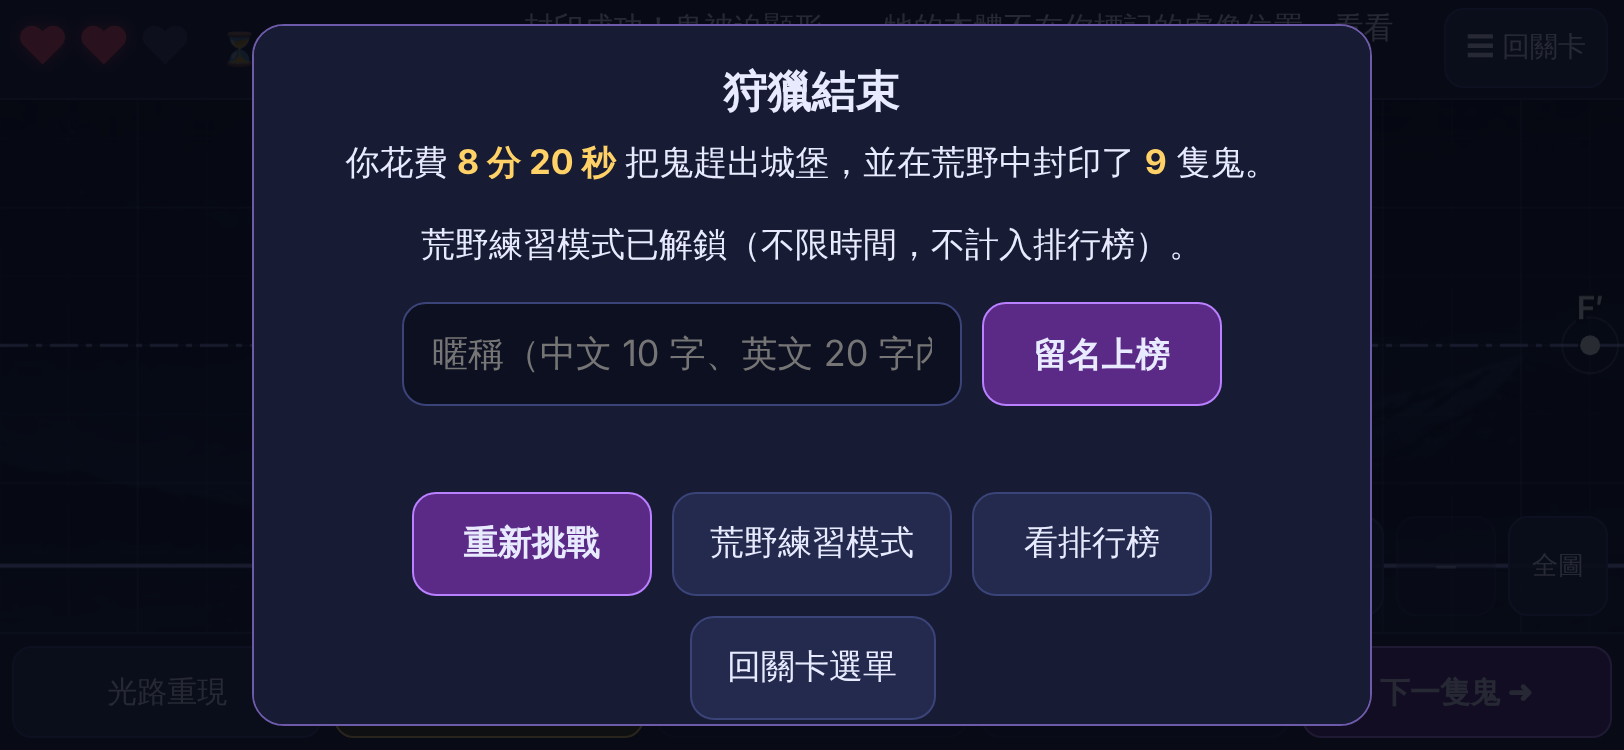 回關卡
狩獵結束
你花費 8 分 20 秒 把鬼趕出城堡，並在荒野中封印了 9 隻鬼。
荒野練習模式已解鎖（不限時間，不計入排行榜）。
暱稱（中文 10 字、英文 20 字內
留名上榜
F′
重新挑戰
荒野練習模式
看排行榜
全圖
回關卡選單
光路重現
下一隻鬼 ➜